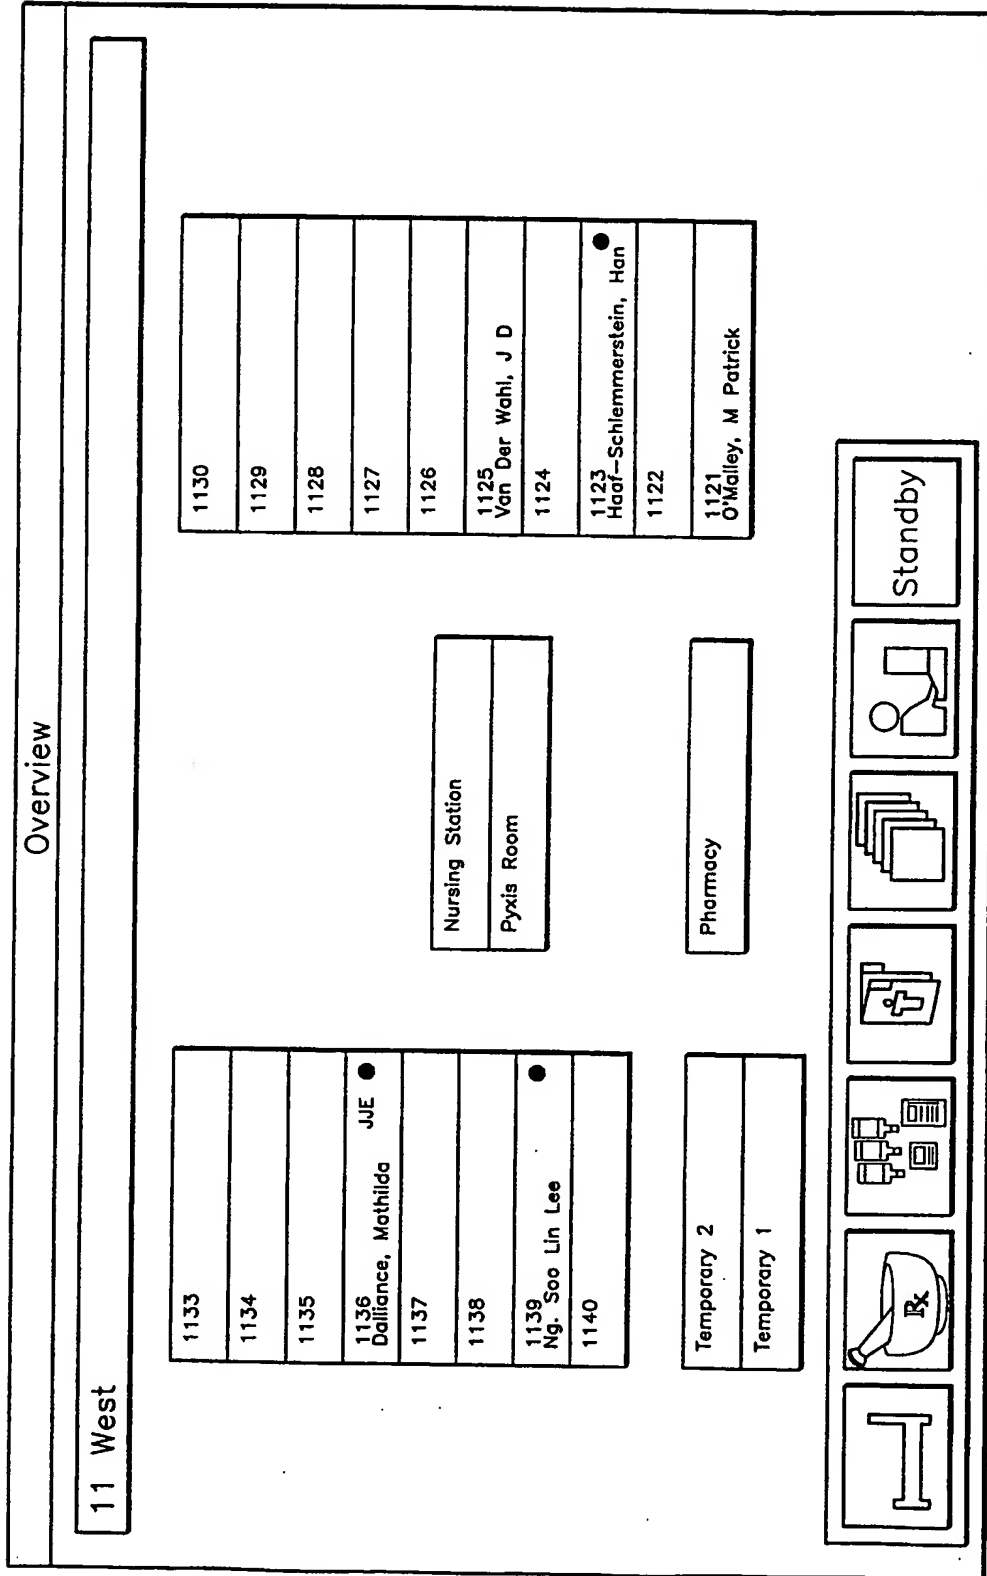 Overview
11 West
1133
1134
1135
1136
Dalliance, Mathilda JJE
1137
1138
1139
Ng. Soo Lin Lee
1140
Temporary 2
Temporary 1
Nursing Station
Pyxis Room
Pharmacy
1130
1129
1128
1127
1126
1125
Van Der Wahl, J D
1124
1123
Haaf-Schlemmerstein, Han
1122
1121
O'Malley, M Patrick
Rx
Standby